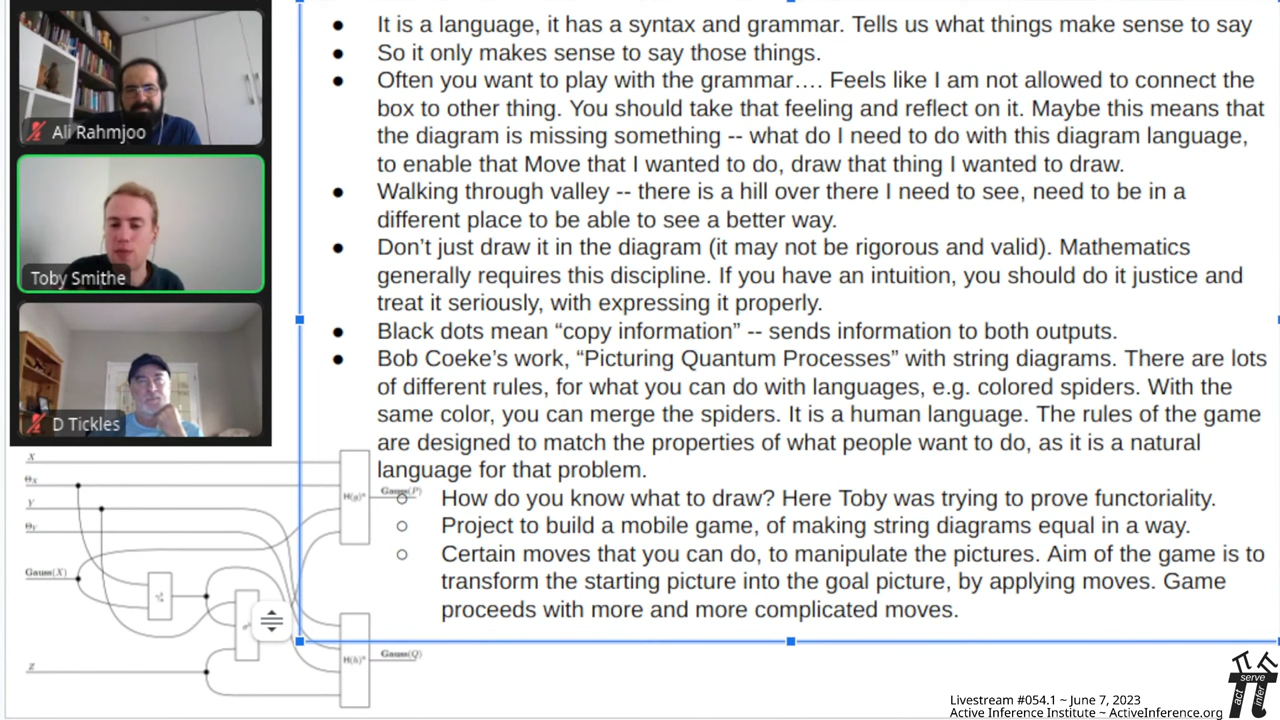 Ali Rahmjoo
Toby Smithe
D Tickles
● It is a language, it has a syntax and grammar. Tells us what things make sense to say
● So it only makes sense to say those things.
● Often you want to play with the grammar…. Feels like I am not allowed to connect the
box to other thing. You should take that feeling and reflect on it. Maybe this means that
the diagram is missing something -- what do I need to do with this diagram language,
to enable that Move that I wanted to do, draw that thing I wanted to draw.
● Walking through valley -- there is a hill over there I need to see, need to be in a
different place to be able to see a better way.
● Don’t just draw it in the diagram (it may not be rigorous and valid). Mathematics
generally requires this discipline. If you have an intuition, you should do it justice and
treat it seriously, with expressing it properly.
● Black dots mean “copy information” -- sends information to both outputs.
● Bob Coeke’s work, “Picturing Quantum Processes” with string diagrams. There are lots
of different rules, for what you can do with languages, e.g. colored spiders. With the
same color, you can merge the spiders. It is a human language. The rules of the game
are designed to match the properties of what people want to do, as it is a natural
language for that problem.
○ How do you know what to draw? Here Toby was trying to prove functoriality.
○ Project to build a mobile game, of making string diagrams equal in a way.
○ Certain moves that you can do, to manipulate the pictures. Aim of the game is to
transform the starting picture into the goal picture, by applying moves. Game
proceeds with more and more complicated moves.
X
Θx
Y
Θy
Gauss(X)
Z
Gauss(P)
Gauss(Q)
act
serve
infer
Livestream #054.1 ~ June 7, 2023
Active Inference Institute ~ ActiveInference.org